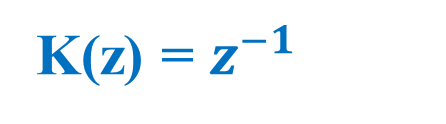 K(z) = z⁻¹